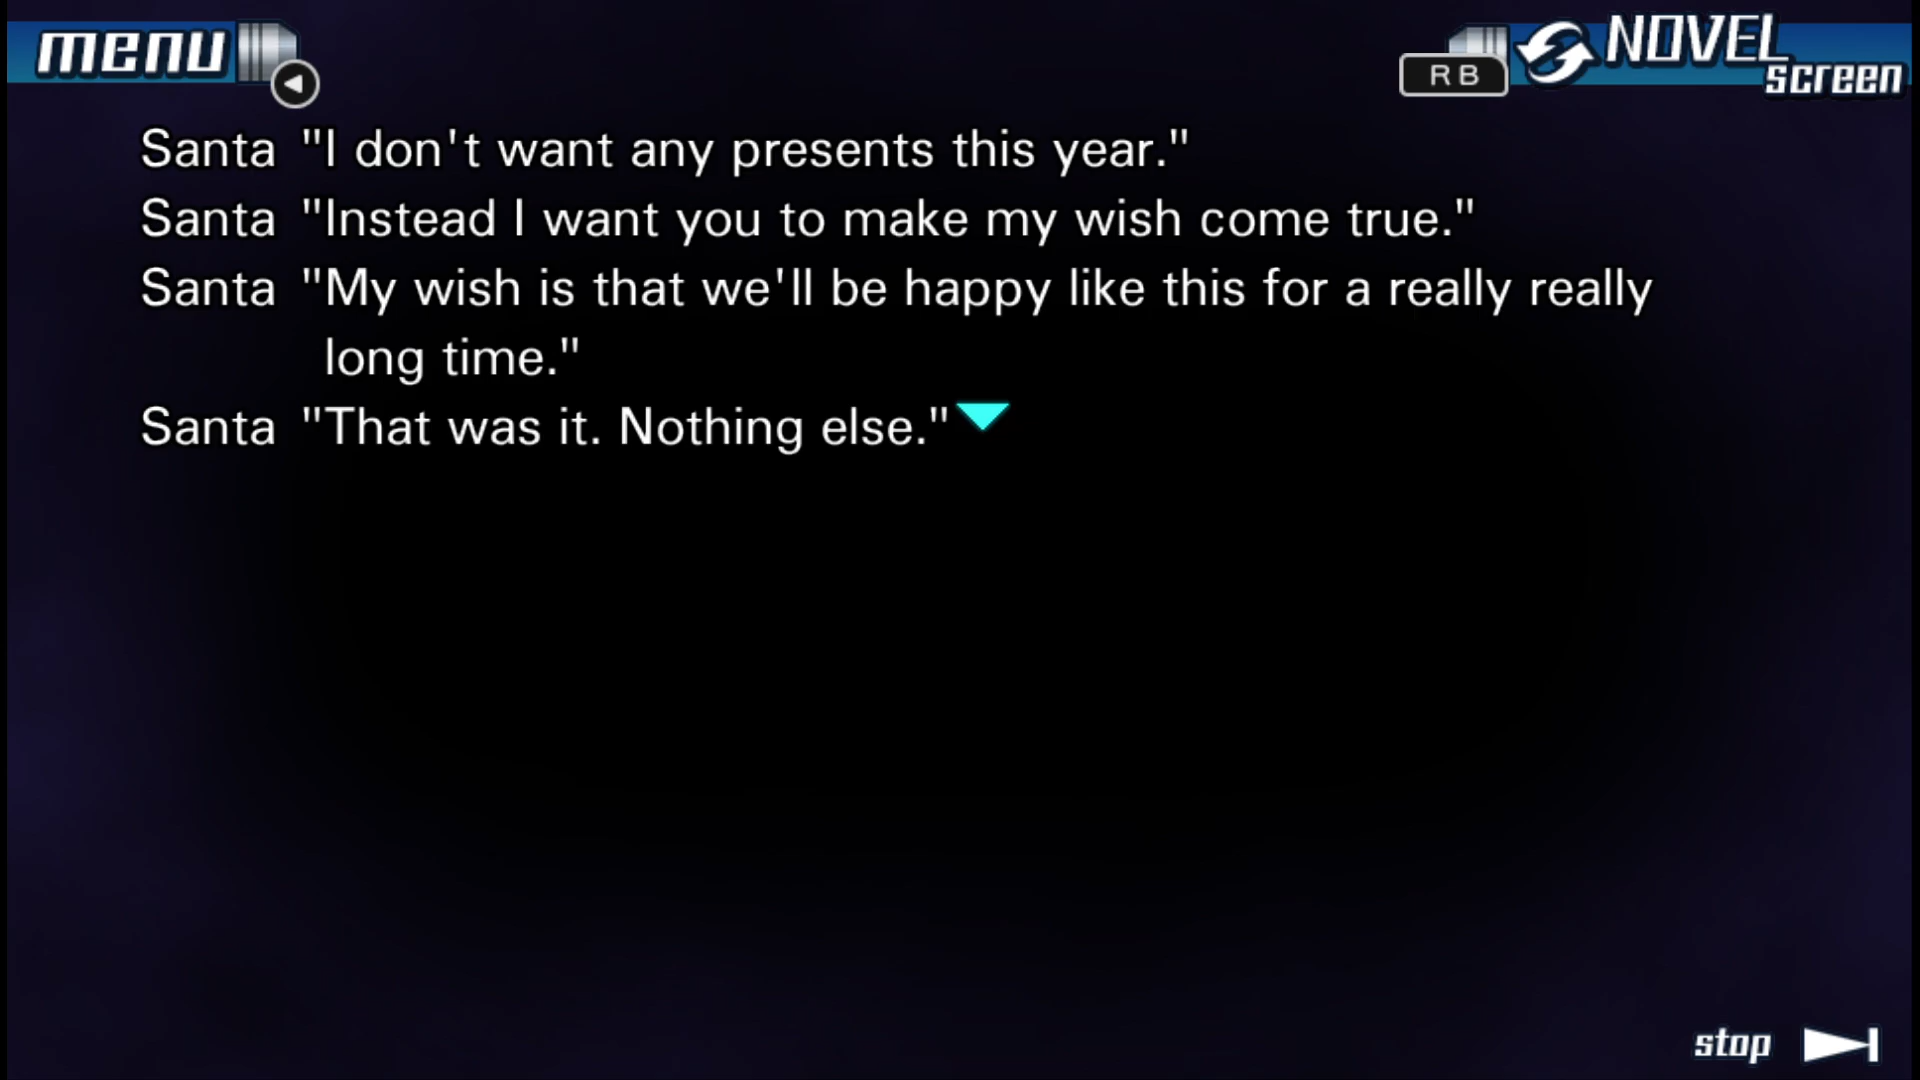 menu
RB
NOVEL
screen
Santa "I don't want any presents this year."
Santa "Instead I want you to make my wish come true."
Santa "My wish is that we'll be happy like this for a really really
long time."
Santa "That was it. Nothing else."
stop